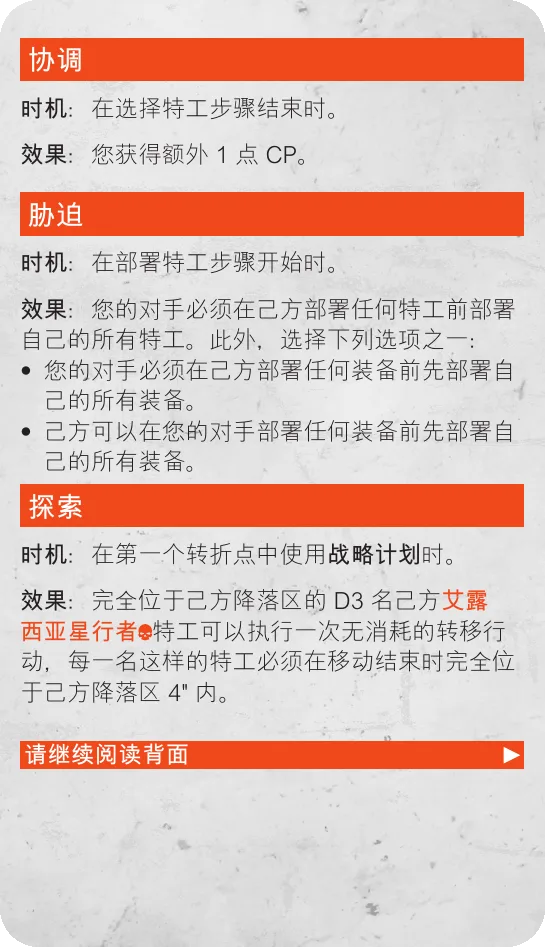 协调
时机：在选择特工步骤结束时。
效果：您获得额外 1 点 CP。
胁迫
时机：在部署特工步骤开始时。
效果：您的对手必须在己方部署任何特工前部署
自己的所有特工。此外，选择下列选项之一：
• 您的对手必须在己方部署任何装备前先部署自
己的所有装备。
• 己方可以在您的对手部署任何装备前先部署自
己的所有装备。
探索
时机：在第一个转折点中使用战略计划时。
效果：完全位于己方降落区的 D3 名己方艾露
西亚星行者特工可以执行一次无消耗的转移行
动，每一名这样的特工必须在移动结束时完全位
于己方降落区 4" 内。
请继续阅读背面